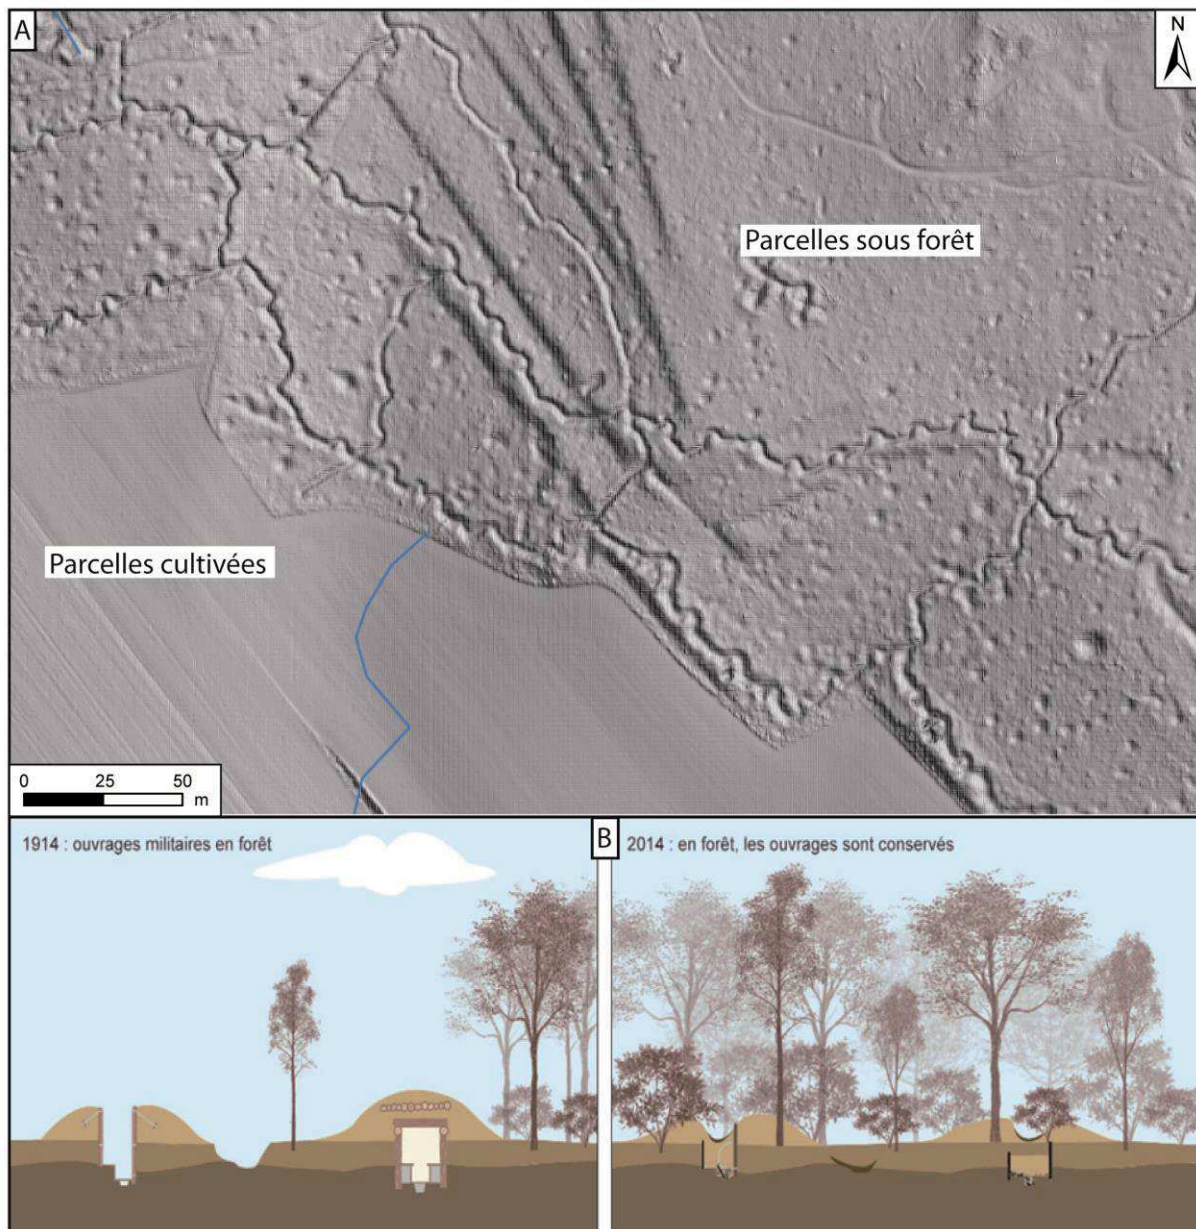 A
N
Parcelles sous forêt
Parcelles cultivées
0 25 50
m
1914 : ouvrages militaires en forêt
B
2014 : en forêt, les ouvrages sont conservés